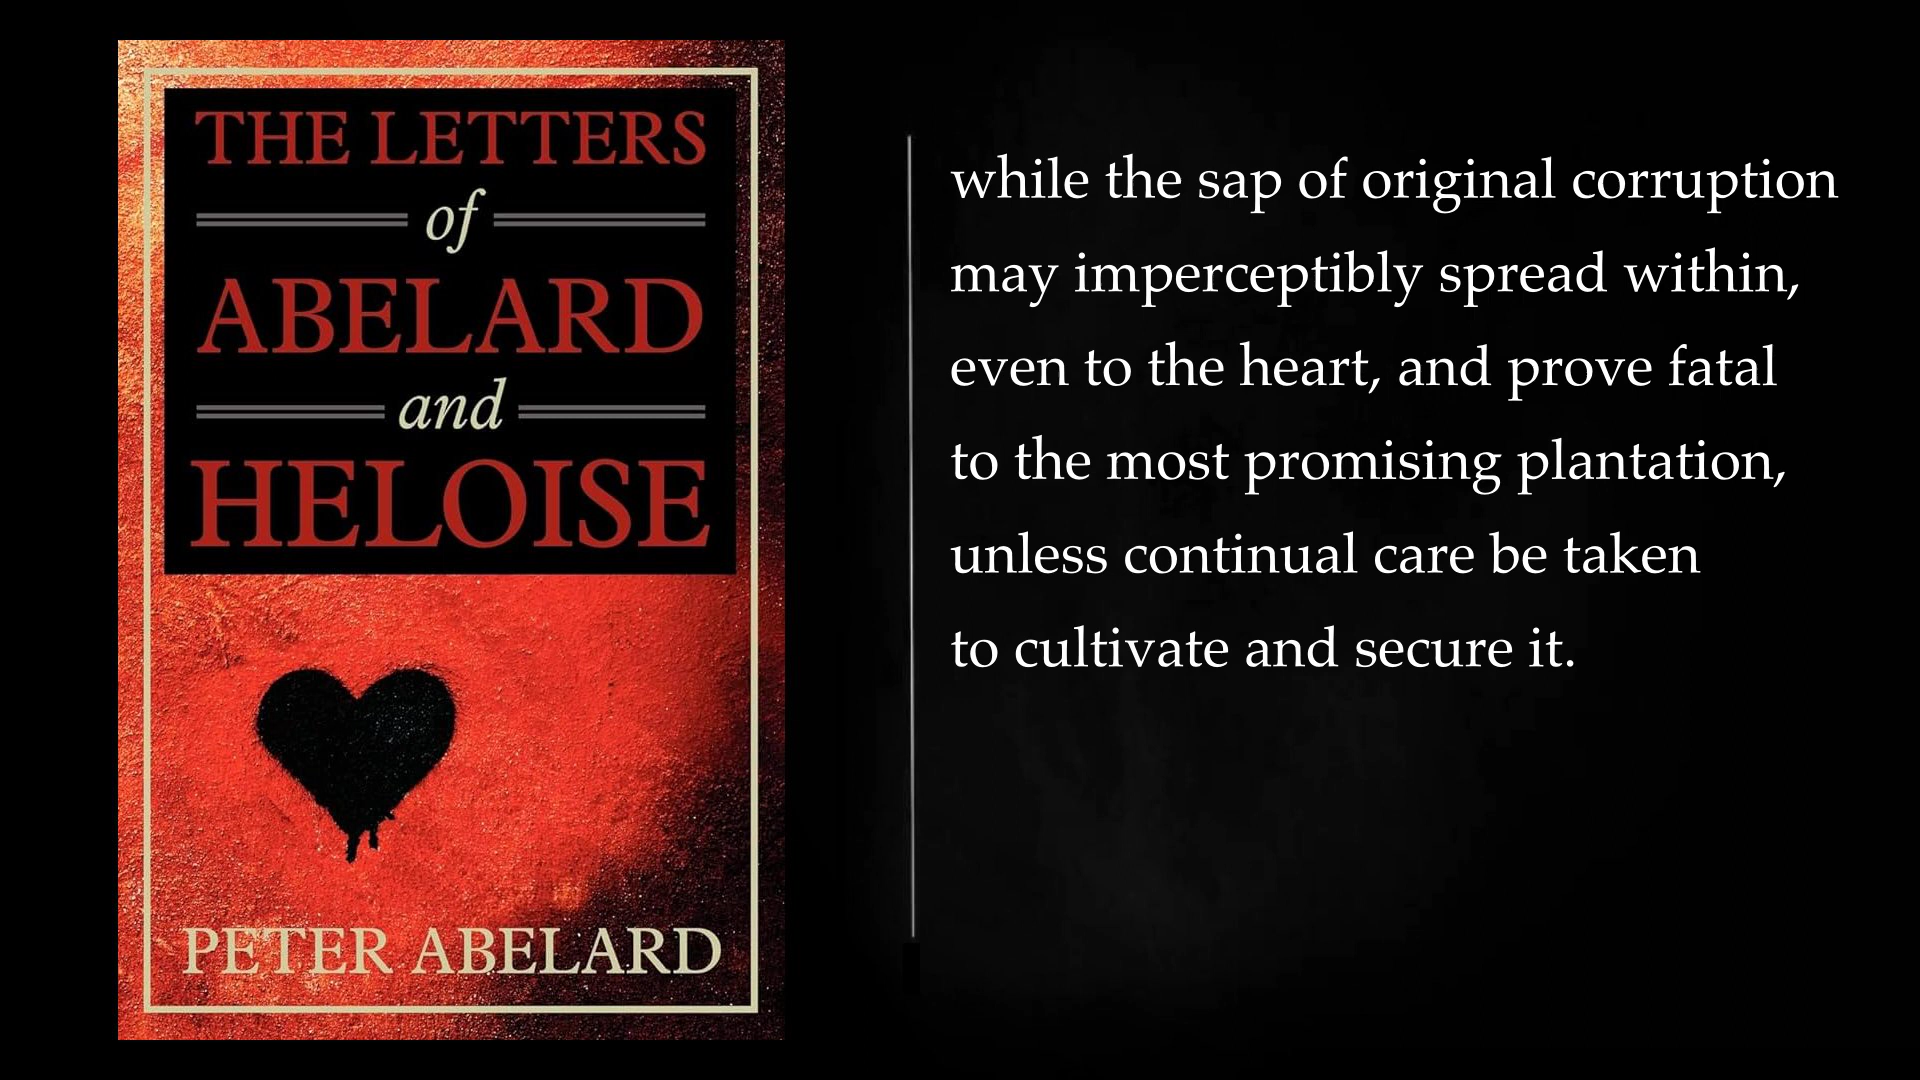 THE LETTERS
of
ABELARD
and
HELOISE
PETER ABELARD
while the sap of original corruption
may imperceptibly spread within,
even to the heart, and prove fatal
to the most promising plantation,
unless continual care be taken
to cultivate and secure it.